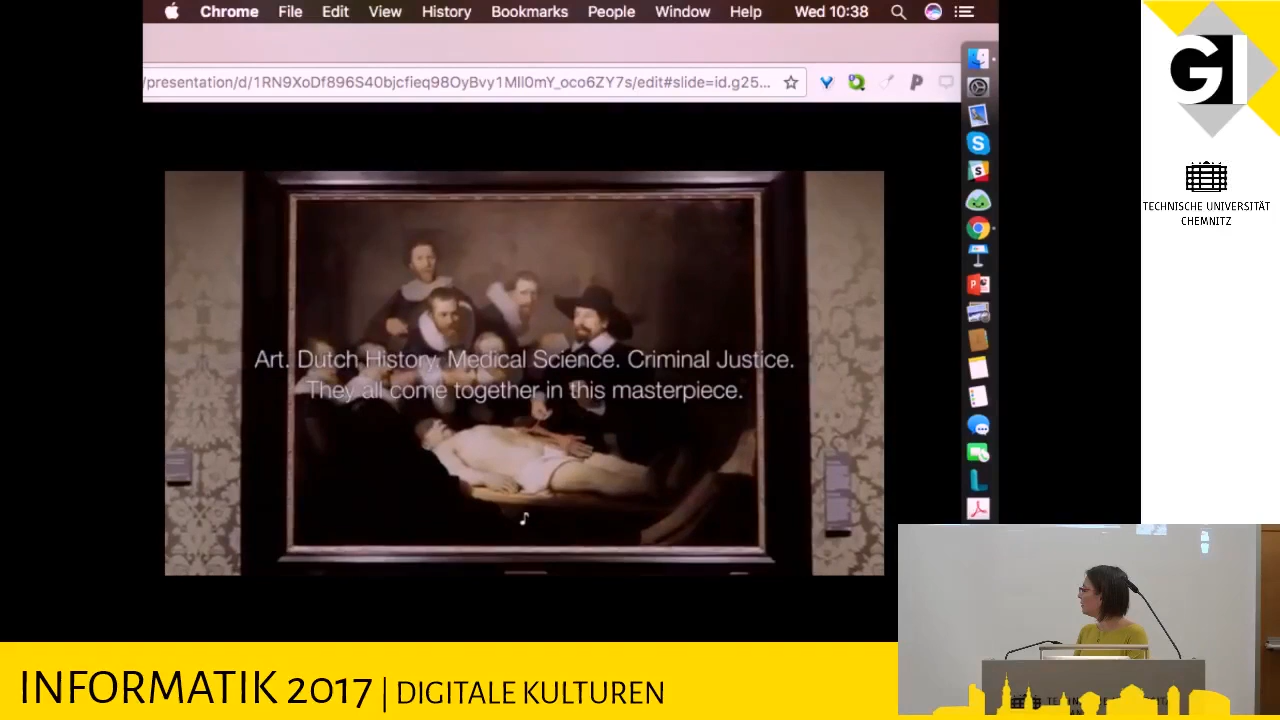 Chrome File Edit View History Bookmarks People Window Help Wed 10:38
/presentation/d/1RN9XoDf896S40bjcfieq98OyBvy1Mll0mY_oco6ZY7s/edit#slide=id.g25...
GI
TECHNISCHE UNIVERSITÄT
CHEMNITZ
Art. Dutch History. Medical Science. Criminal Justice.
They all come together in this masterpiece.
INFORMATIK 2017 | DIGITALE KULTUREN